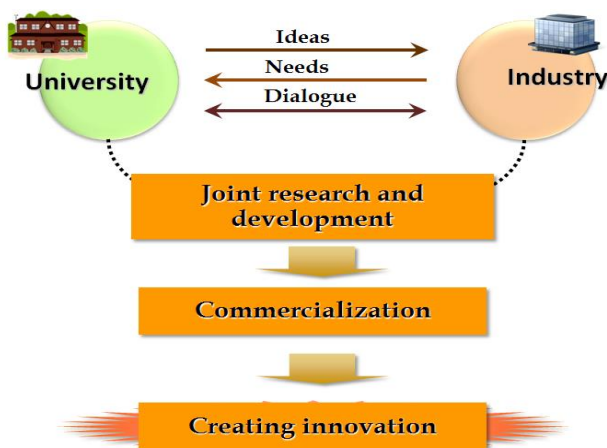 Ideas
University
Needs
Industry
Dialogue
Joint research and
development
Commercialization
Creating innovation